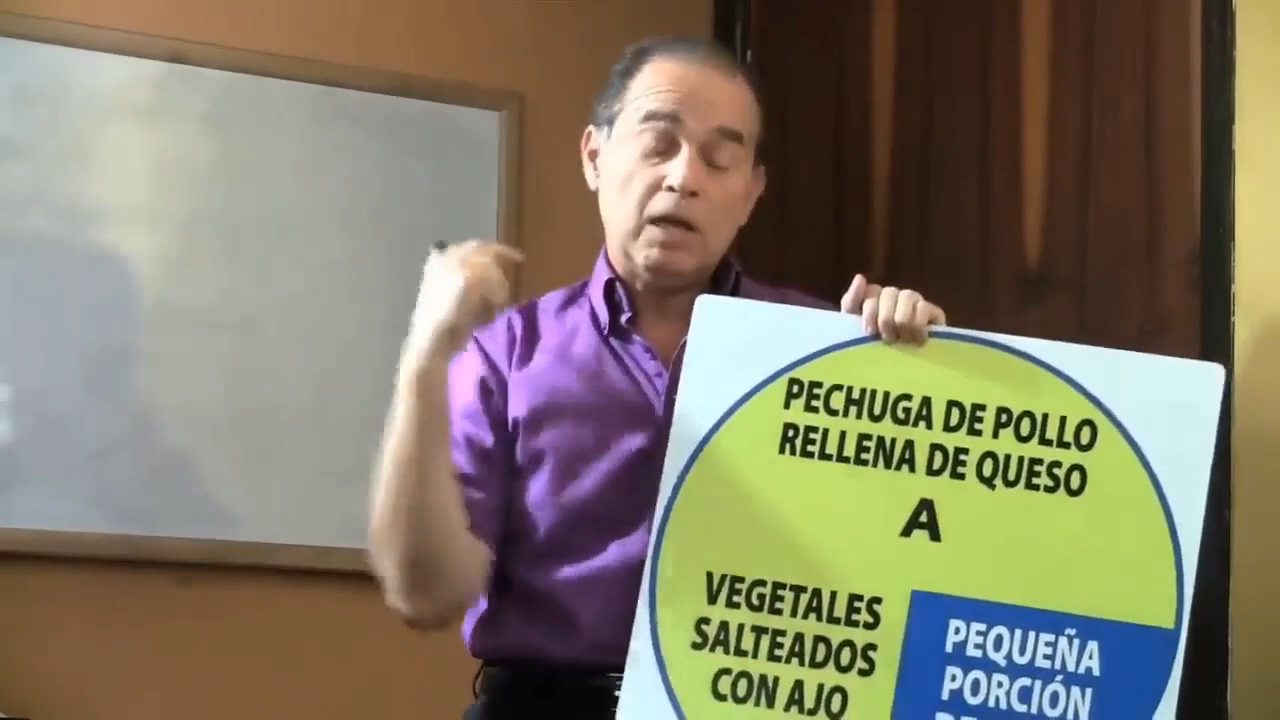 PECHUGA DE POLLO
RELLENA DE QUESO
A
VEGETALES
SALTEADOS
CON AJO
PEQUEÑA
PORCIÓN